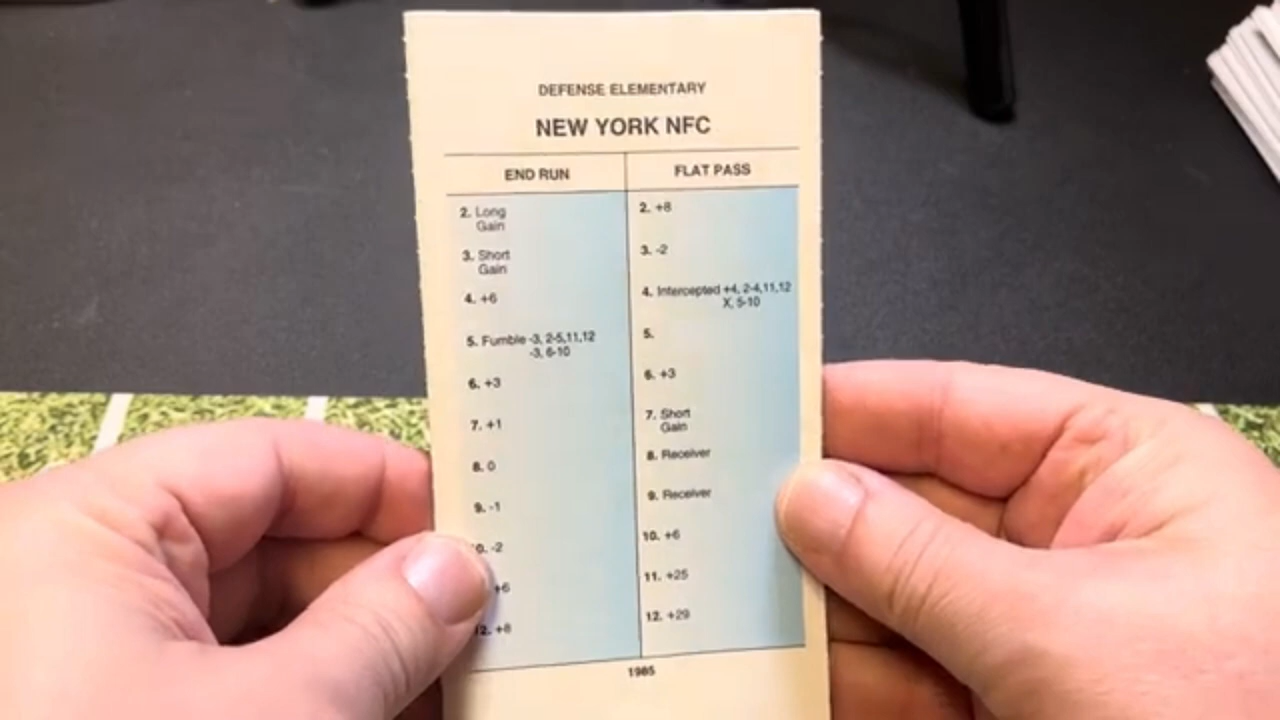 DEFENSE ELEMENTARY
NEW YORK NFC
END RUN
2. Long
Gain
3. Short
Gain
4. +6
5. Fumble -3, 2-5,11,12
-3, 6-10
6. +3
7. +1
8. 0
9. -1
0. -2
+6
12. +8
FLAT PASS
2. +8
3. -2
4. Intercepted +4, 2-4,11,12
X, 5-10
5.
6. +3
7. Short
Gain
8. Receiver
9. Receiver
10. +6
11. +25
12. +29
1985